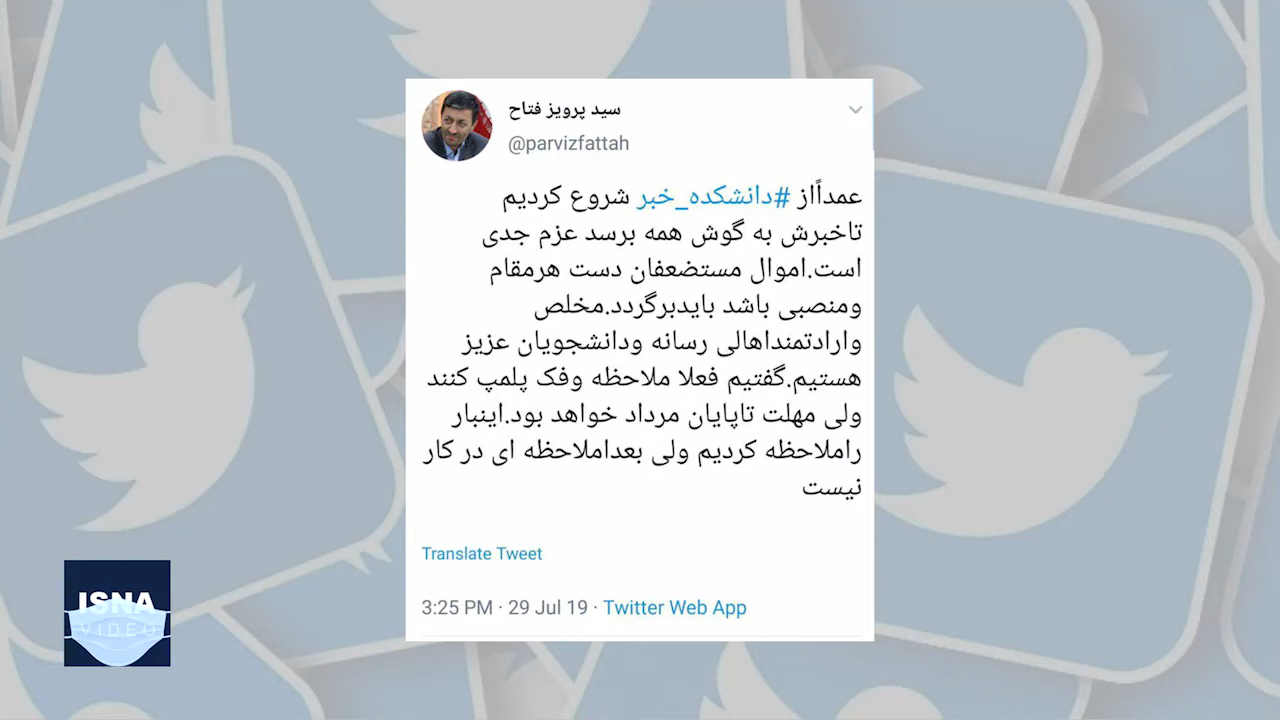 سید پرویز فتاح
@parvizfattah
عمداًاز #دانشکده_خبر شروع کردیم
تاخبرش به گوش همه برسد عزم جدی
است.اموال مستضعفان دست هرمقام
ومنصبی باشد بایدبرگردد.مخلص
وارادتمنداهالی رسانه ودانشجویان عزیز
هستیم.گفتیم فعلا ملاحظه وفک پلمپ کنند
ولی مهلت تاپایان مرداد خواهد بود.اینبار
راملاحظه کردیم ولی بعداملاحظه ای در کار
نیست
Translate Tweet
3:25 PM · 29 Jul 19 · Twitter Web App
ISNA
VIDEO